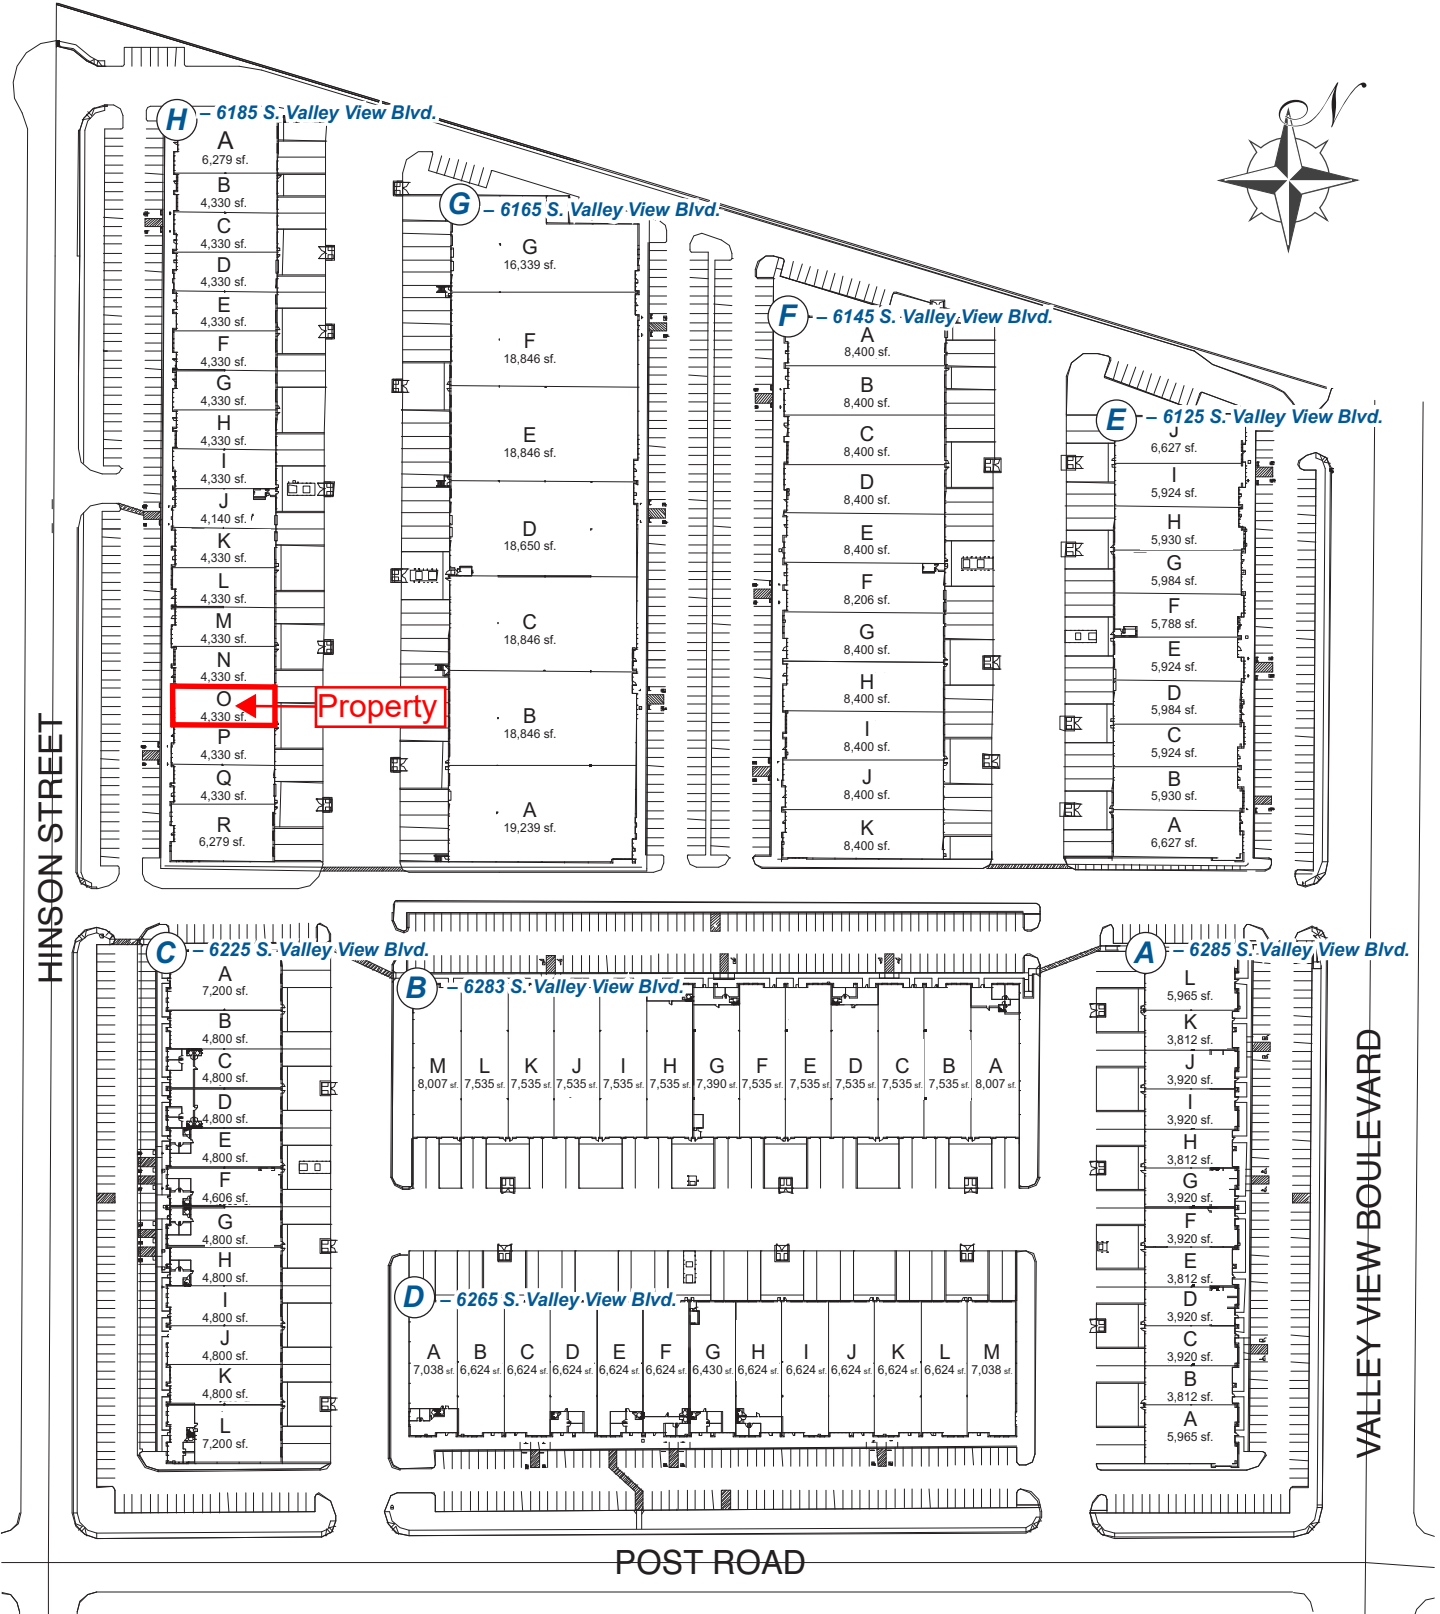 N
H – 6185 S. Valley View Blvd.
A
6,279 sf.
B
4,330 sf.
C
4,330 sf.
D
4,330 sf.
E
4,330 sf.
F
4,330 sf.
G
4,330 sf.
H
4,330 sf.
I
4,330 sf.
J
4,140 sf.
K
4,330 sf.
L
4,330 sf.
M
4,330 sf.
N
4,330 sf.
O
4,330 sf.
Property
P
4,330 sf.
Q
4,330 sf.
R
6,279 sf.
G – 6165 S. Valley View Blvd.
G
16,339 sf.
F
18,846 sf.
E
18,846 sf.
D
18,650 sf.
C
18,846 sf.
B
18,846 sf.
A
19,239 sf.
F – 6145 S. Valley View Blvd.
A
8,400 sf.
B
8,400 sf.
C
8,400 sf.
D
8,400 sf.
E
8,400 sf.
F
8,206 sf.
G
8,400 sf.
H
8,400 sf.
I
8,400 sf.
J
8,400 sf.
K
8,400 sf.
E – 6125 S. Valley View Blvd.
J
6,627 sf.
I
5,924 sf.
H
5,930 sf.
G
5,984 sf.
F
5,788 sf.
E
5,924 sf.
D
5,984 sf.
C
5,924 sf.
B
5,930 sf.
A
6,627 sf.
HINSON STREET
C – 6225 S. Valley View Blvd.
A
7,200 sf.
B
4,800 sf.
C
4,800 sf.
D
4,800 sf.
E
4,800 sf.
F
4,606 sf.
G
4,800 sf.
H
4,800 sf.
I
4,800 sf.
J
4,800 sf.
K
4,800 sf.
L
7,200 sf.
B – 6283 S. Valley View Blvd.
M L K J I H G F E D C B A
8,007 sf. 7,535 sf. 7,535 sf. 7,535 sf. 7,535 sf. 7,535 sf. 7,390 sf. 7,535 sf. 7,535 sf. 7,535 sf. 7,535 sf. 7,535 sf. 8,007 sf.
D – 6265 S. Valley View Blvd.
A B C D E F G H I J K L M
7,038 sf. 6,624 sf. 6,624 sf. 6,624 sf. 6,624 sf. 6,624 sf. 6,430 sf. 6,624 sf. 6,624 sf. 6,624 sf. 6,624 sf. 6,624 sf. 7,038 sf.
A – 6285 S. Valley View Blvd.
L
5,965 sf.
K
3,812 sf.
J
3,920 sf.
I
3,920 sf.
H
3,812 sf.
G
3,920 sf.
F
3,920 sf.
E
3,812 sf.
D
3,920 sf.
C
3,920 sf.
B
3,812 sf.
A
5,965 sf.
VALLEY VIEW BOULEVARD
POST ROAD